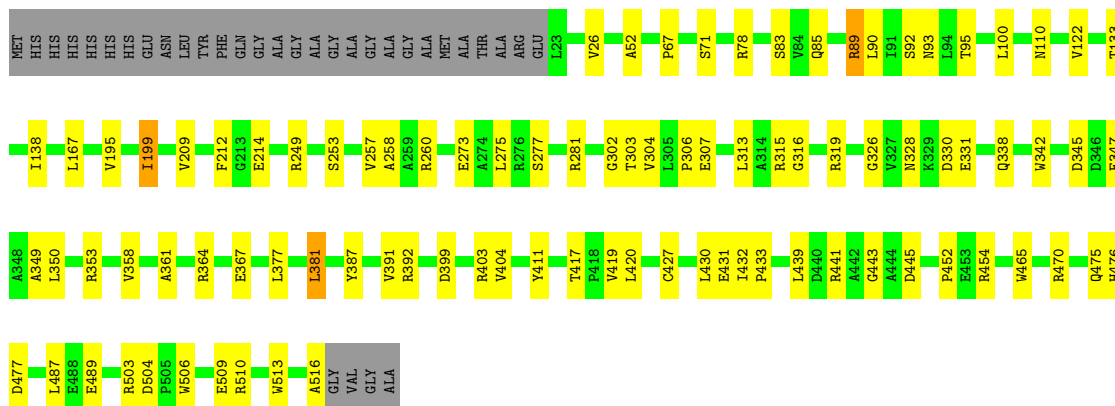 MET HIS HIS HIS HIS HIS HIS GLU ASN LEU TYR PHE GLN GLY ALA GLY ALA GLY ALA GLY ALA GLY ALA MET ALA THR ALA ARG GLU L23 V26 A52 P67 S71 R78 S83 V84 Q85 R89 L90 I91 S92 N93 L94 T95 L100 N110 V122 T133
I138 L167 V195 I199 V209 F212 G213 E214 R249 S253 V257 A258 A259 R260 E273 A274 L275 R276 S277 R281 G302 T303 V304 L305 P306 E307 L313 A314 R315 G316 R319 G326 V327 N328 K329 D330 E331 Q338 W342 D345 D346 E347
A348 A349 L350 R353 V358 A361 R364 E367 L377 L381 Y387 V391 R392 D399 R403 V404 Y411 T417 P418 V419 L420 C427 L430 E431 T432 P433 L439 D440 R441 A442 G443 A444 D445 P452 E453 R454 W465 R470 Q475
D477 L487 E488 E489 R503 D504 P505 W506 E509 R510 W513 A516 GLY VAL GLY ALA